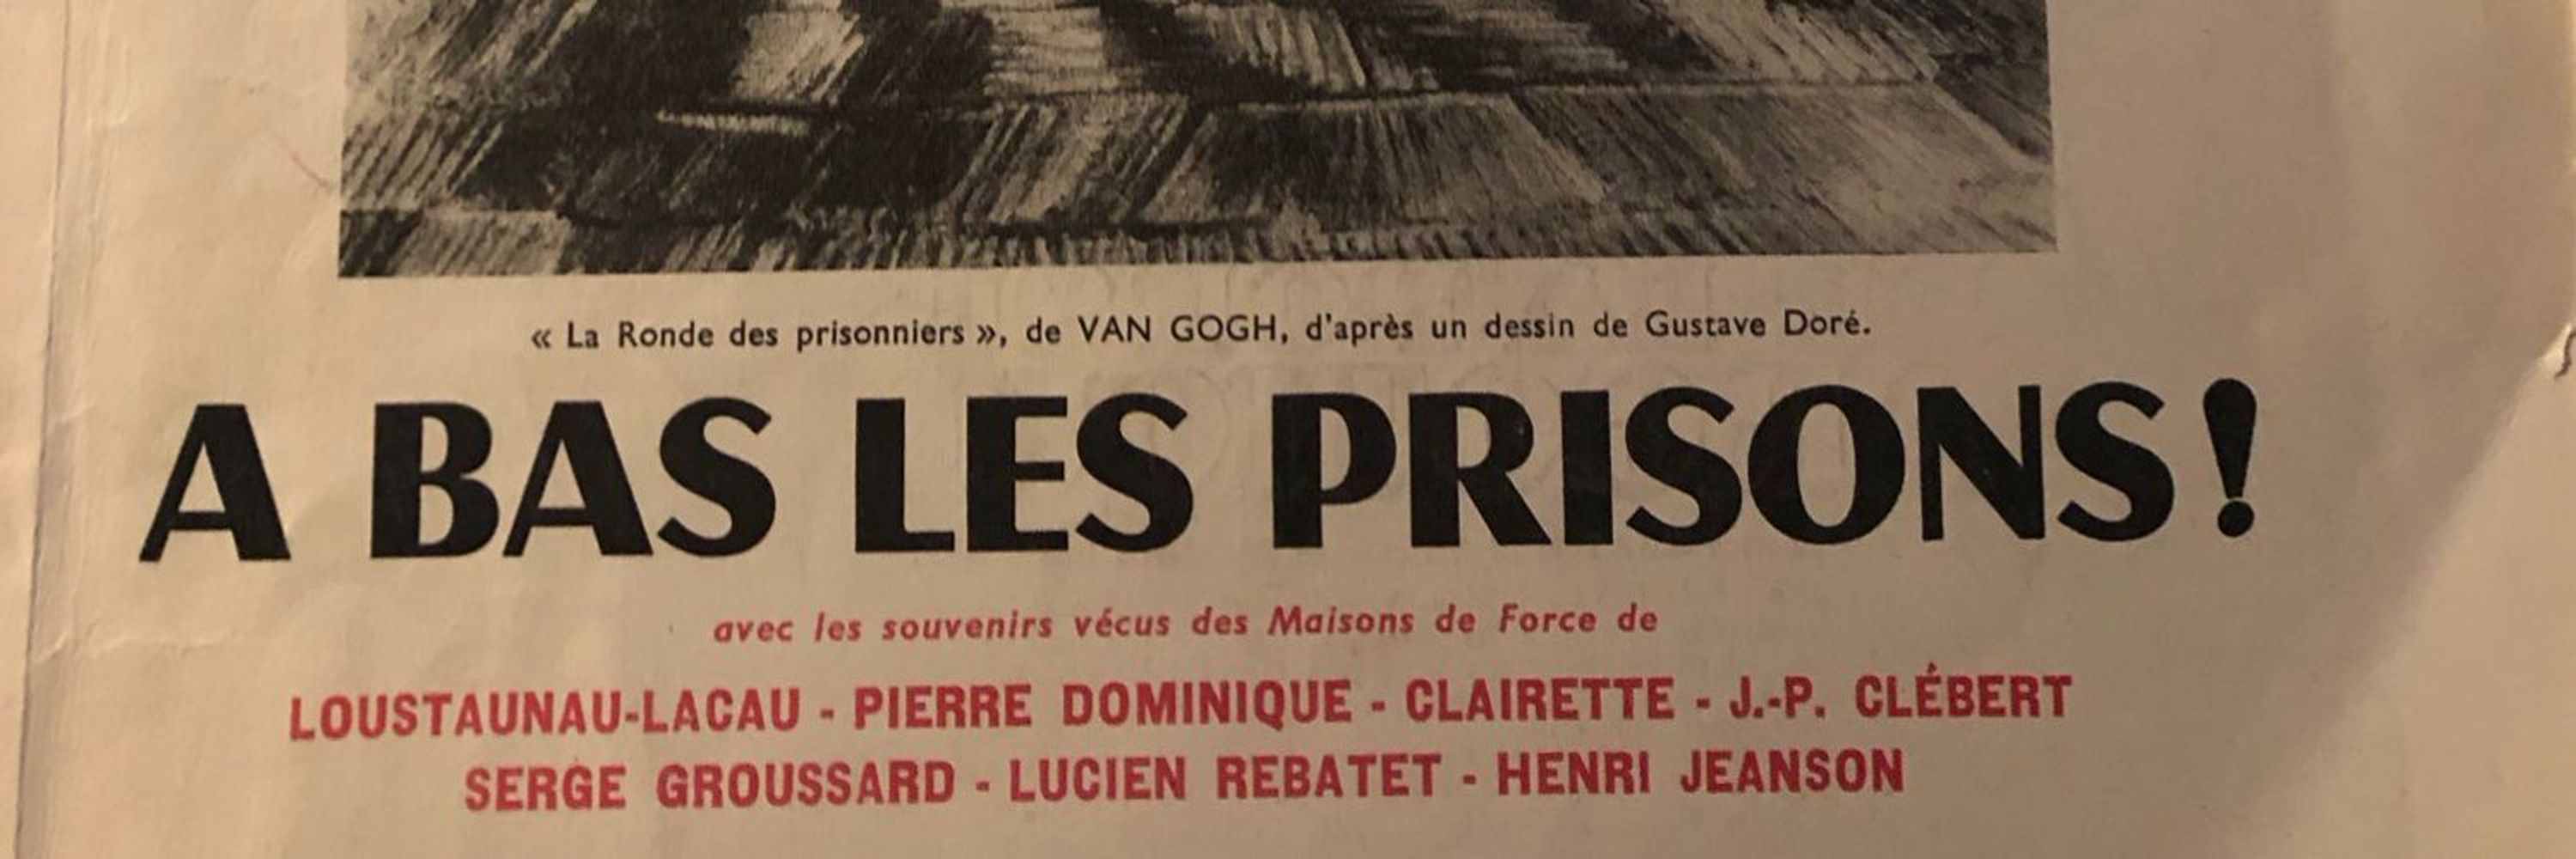 « La Ronde des prisonniers », de VAN GOGH, d'après un dessin de Gustave Doré.
A BAS LES PRISONS !
avec les souvenirs vécus des Maisons de Force de
LOUSTAUNAU-LACAU - PIERRE DOMINIQUE - CLAIRETTE - J.-P. CLÉBERT
SERGE GROUSSARD - LUCIEN REBATET - HENRI JEANSON